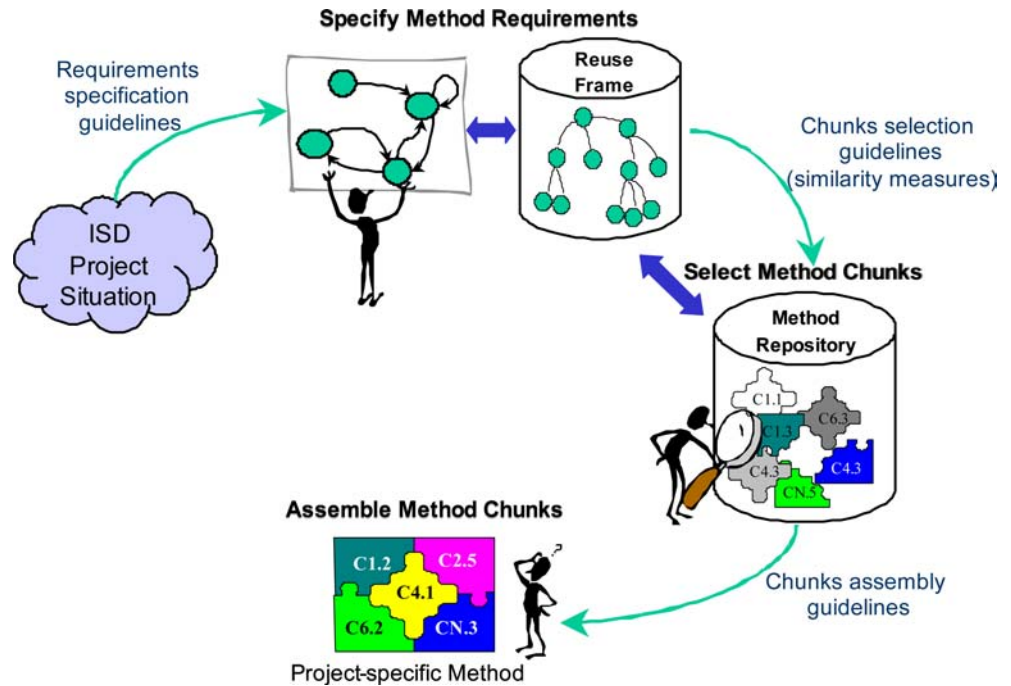 Specify Method Requirements
Requirements
specification
guidelines
Reuse
Frame
Chunks selection
guidelines
(similarity measures)
ISD
Project
Situation
Select Method Chunks
Method
Repository
C1.1
C6.3
C1.3
C4.3
C4.3
CN.5
Assemble Method Chunks
C1.2
C2.5
C4.1
C6.2
CN.3
?
Chunks assembly
guidelines
Project-specific Method